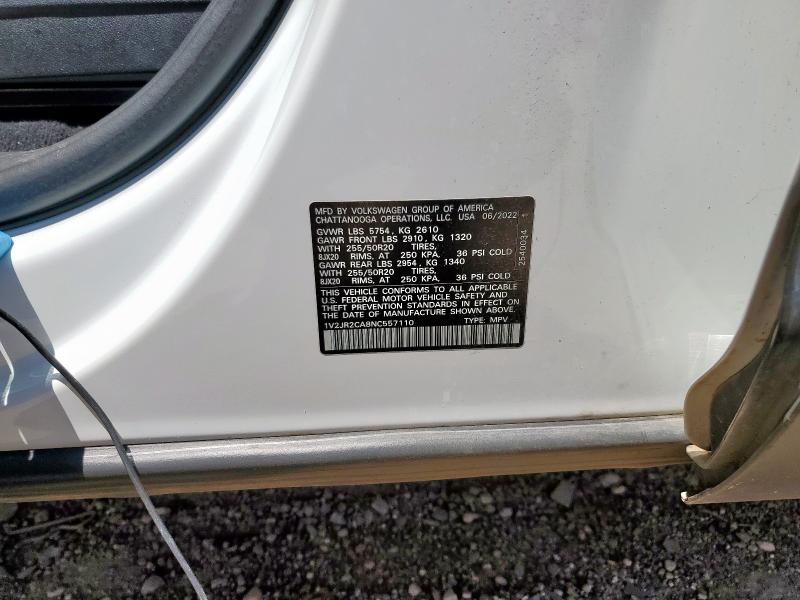 MFD BY VOLKSWAGEN GROUP OF AMERICA
CHATTANOOGA OPERATIONS, LLC. USA 06/2022
GVWR LBS 5754 , KG 2610
GAWR FRONT LBS 2910, KG 1320
WITH 255/50R20 TIRES,
8JX20 RIMS, AT 250 KPA, 36 PSI COLD
GAWR REAR LBS 2954, KG 1340
WITH 255/50R20 TIRES,
8JX20 RIMS, AT 250 KPA, 36 PSI COLD
THIS VEHICLE CONFORMS TO ALL APPLICABLE
U.S. FEDERAL MOTOR VEHICLE SAFETY AND
THEFT PREVENTION STANDARDS IN EFFECT ON
THE DATE OF MANUFACTURE SHOWN ABOVE.
1V2JR2CA8NC557110 TYPE: MPV
2540034 1